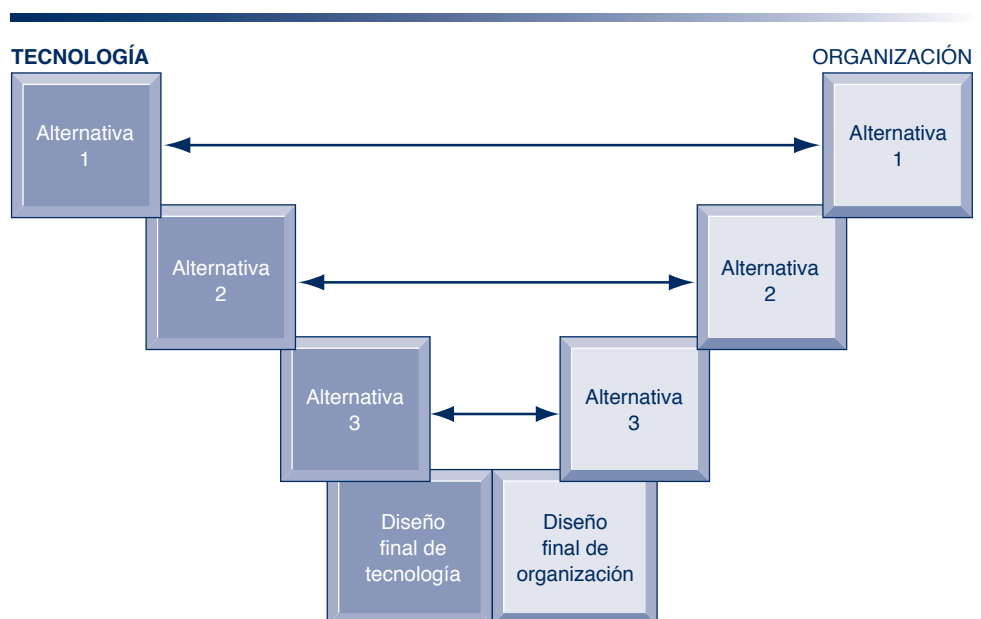 TECNOLOGÍA
ORGANIZACIÓN
Alternativa
1
Alternativa
1
Alternativa
2
Alternativa
2
Alternativa
3
Alternativa
3
Diseño
final de
tecnología
Diseño
final de
organización